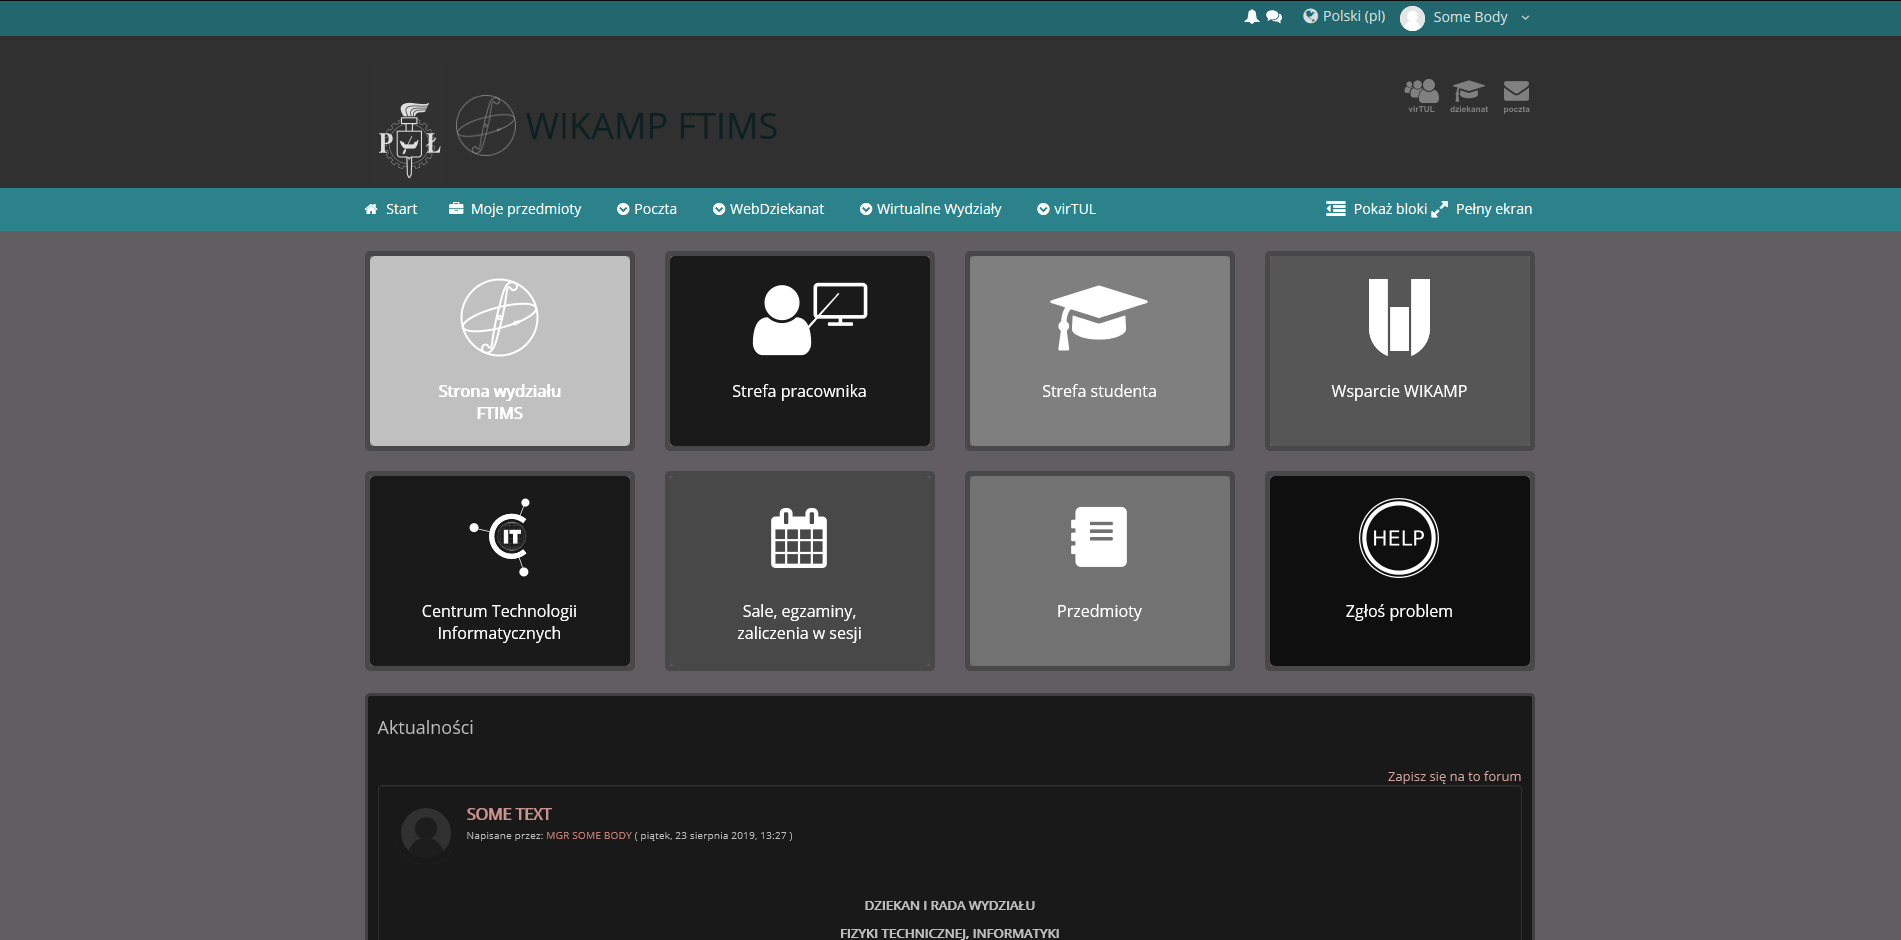 Polski (pl) Some Body
virTUL dziekanat poczta
P Ł WIKAMP FTIMS
Start Moje przedmioty Poczta WebDziekanat Wirtualne Wydziały virTUL Pokaż bloki Pełny ekran
Strona wydziału
FTIMS
Strefa pracownika
Strefa studenta
Wsparcie WIKAMP
IT
Centrum Technologii
Informatycznych
Sale, egzaminy,
zaliczenia w sesji
Przedmioty
HELP
Zgłoś problem
Aktualności
Zapisz się na to forum
SOME TEXT
Napisane przez: MGR SOME BODY ( piątek, 23 sierpnia 2019, 13:27 )
DZIEKAN I RADA WYDZIAŁU
FIZYKI TECHNICZNEJ, INFORMATYKI